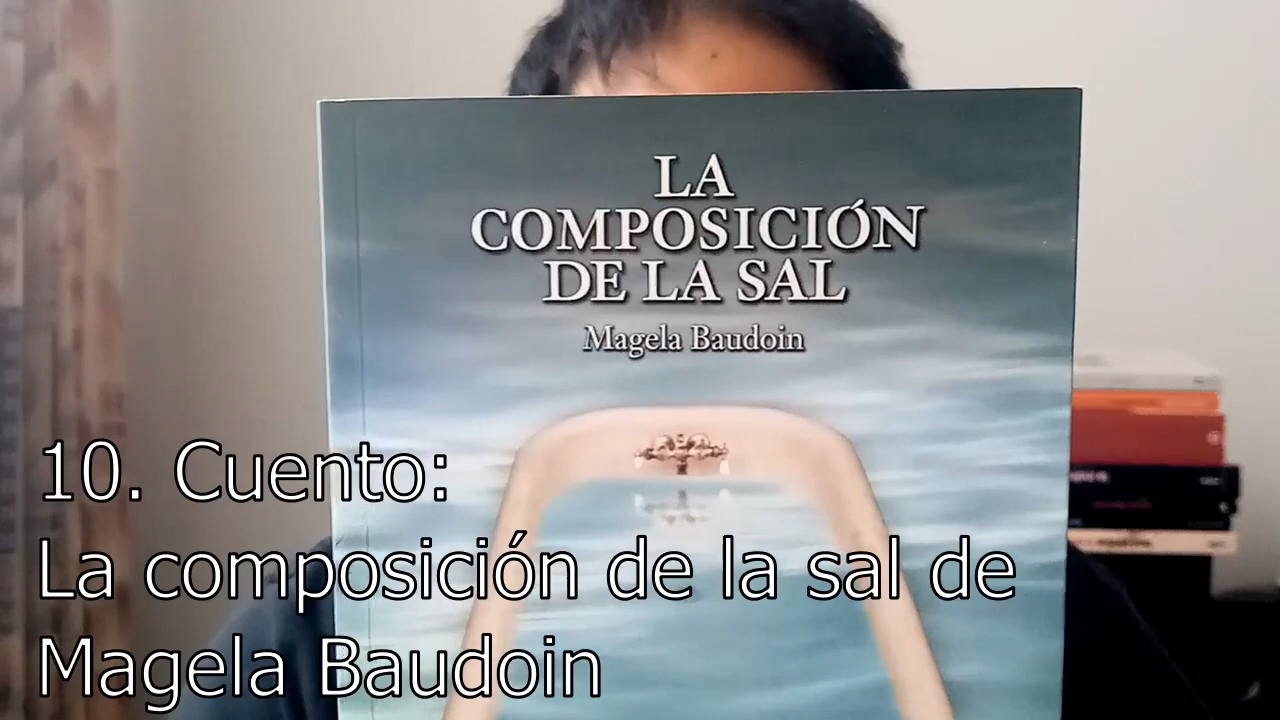 LA
COMPOSICIÓN
DE LA SAL
Magela Baudoin
10. Cuento:
La composición de la sal de
Magela Baudoin